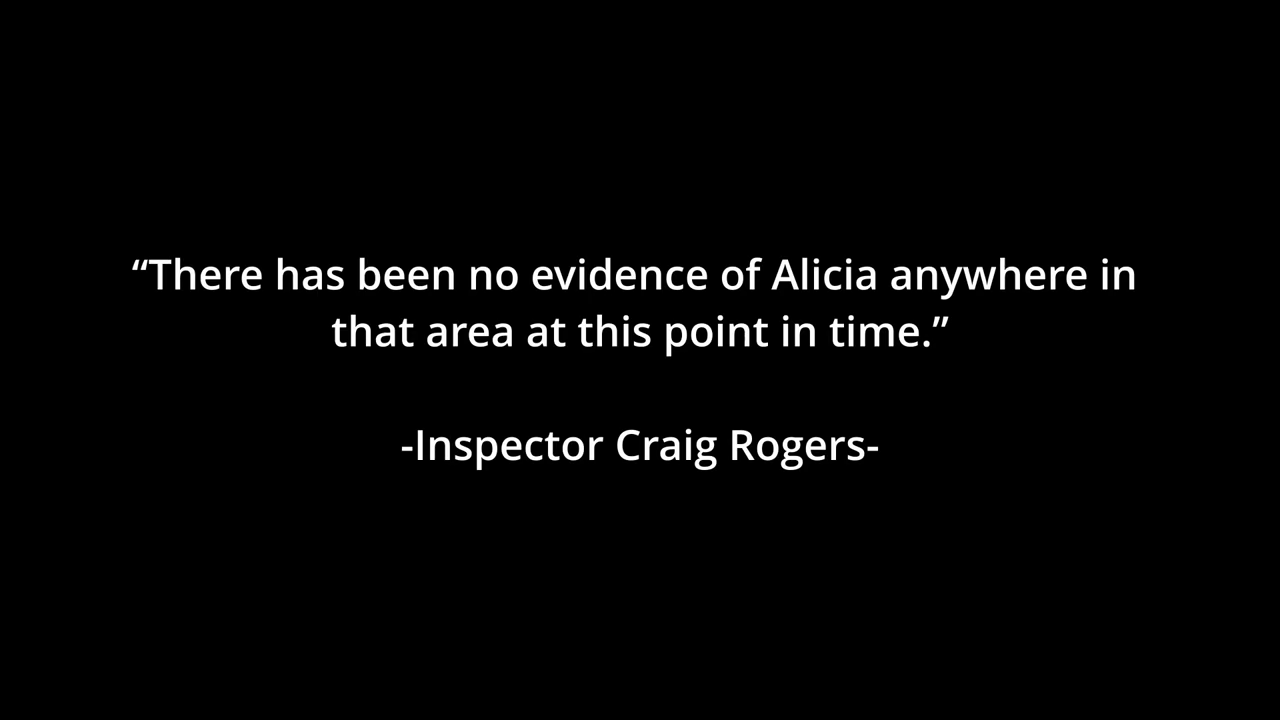 “There has been no evidence of Alicia anywhere in
that area at this point in time.”
-Inspector Craig Rogers-